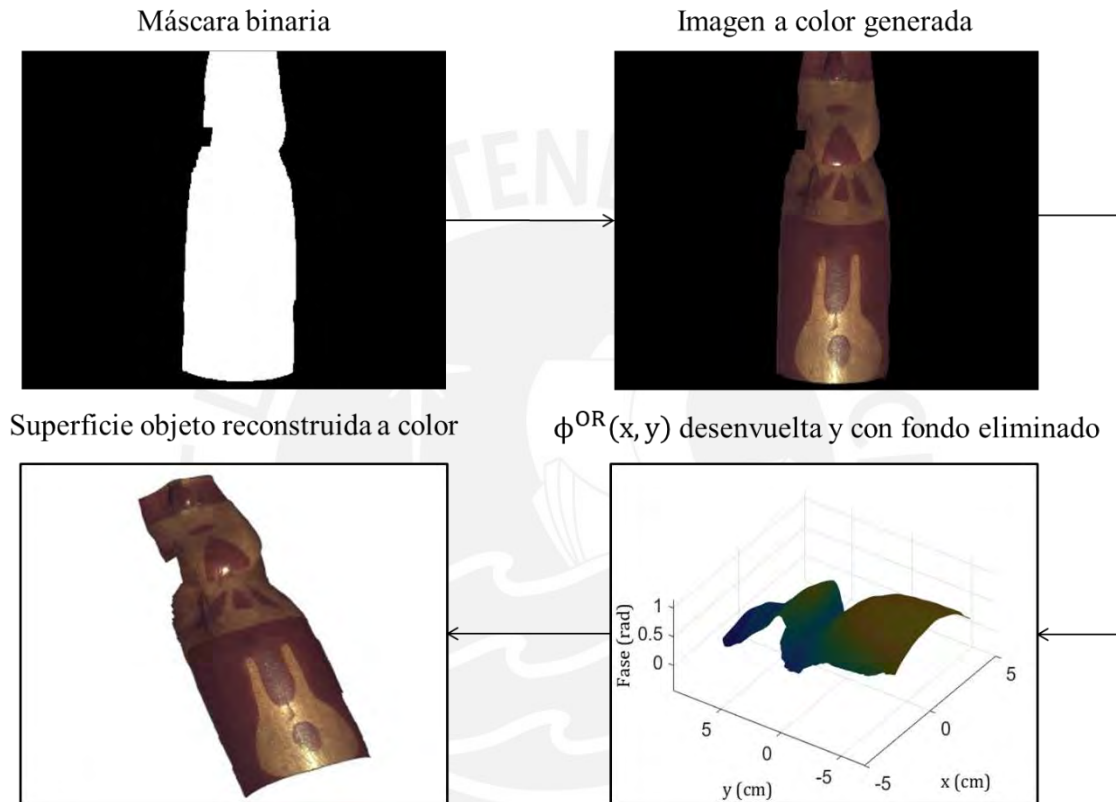 Máscara binaria
Imagen a color generada
TENE
Superficie objeto reconstruida a color
ϕ^OR(x, y) desenvuelta y con fondo eliminado
Fase (rad)
1
0.5
0
5
0
-5
y (cm)
5
0
-5
x (cm)